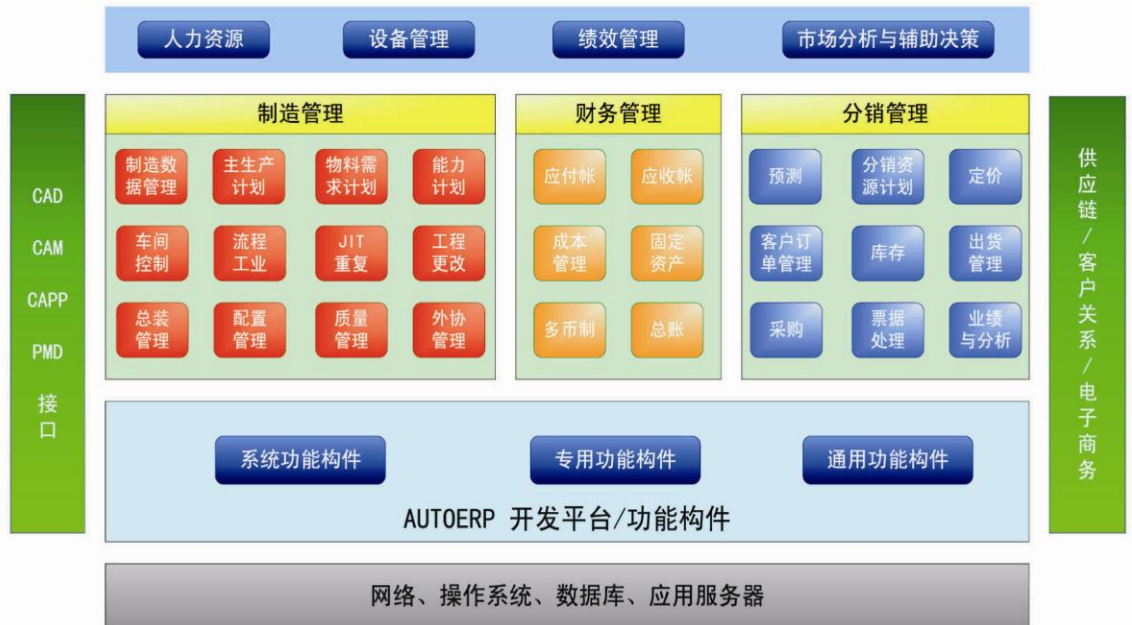 人力资源
设备管理
绩效管理
市场分析与辅助决策
CAD
CAM
CAPP
PMD
接
口
制造管理
制造数
据管理
主生产
计划
物料需
求计划
能力
计划
车间
控制
流程
工业
JIT
重复
工程
更改
总装
管理
配置
管理
质量
管理
外协
管理
财务管理
应付帐
应收帐
成本
管理
固定
资产
多币制
总账
分销管理
预测
分销资
源计划
定价
客户订
单管理
库存
出货
管理
采购
票据
处理
业绩
与分析
供应链/客户关系/电子商务
系统功能构件
专用功能构件
通用功能构件
AUTOERP 开发平台/功能构件
网络、操作系统、数据库、应用服务器